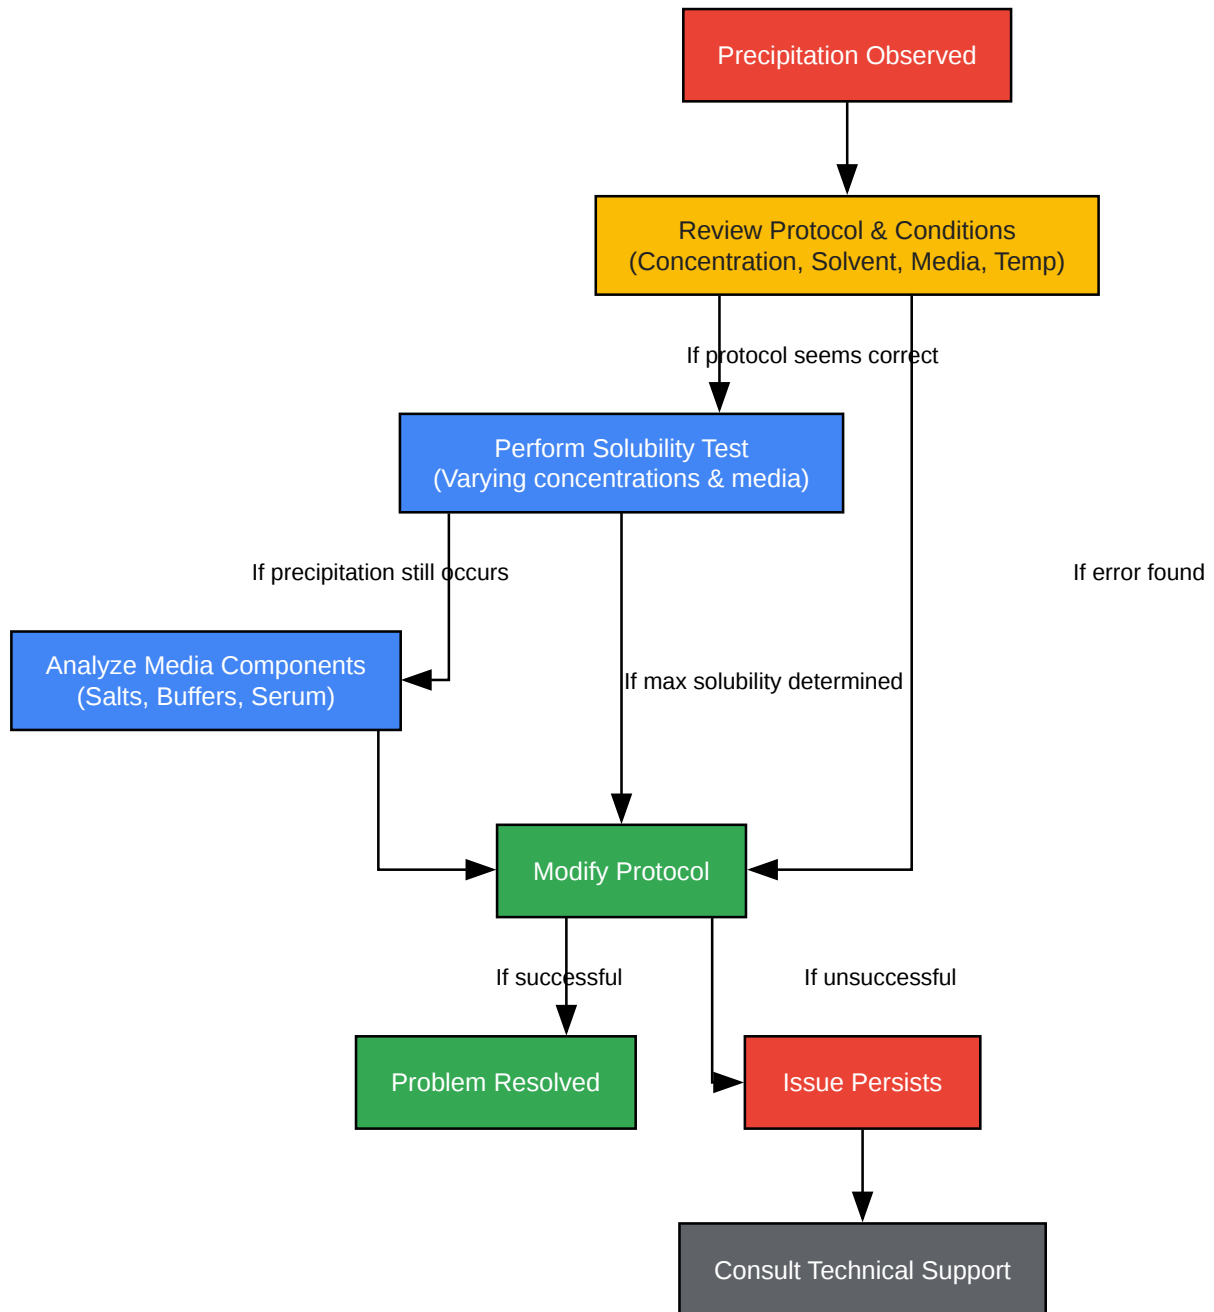 Precipitation Observed
Review Protocol & Conditions
(Concentration, Solvent, Media, Temp)
If protocol seems correct
Perform Solubility Test
(Varying concentrations & media)
If precipitation still occurs
If error found
Analyze Media Components
(Salts, Buffers, Serum)
If max solubility determined
Modify Protocol
If successful
If unsuccessful
Problem Resolved
Issue Persists
Consult Technical Support